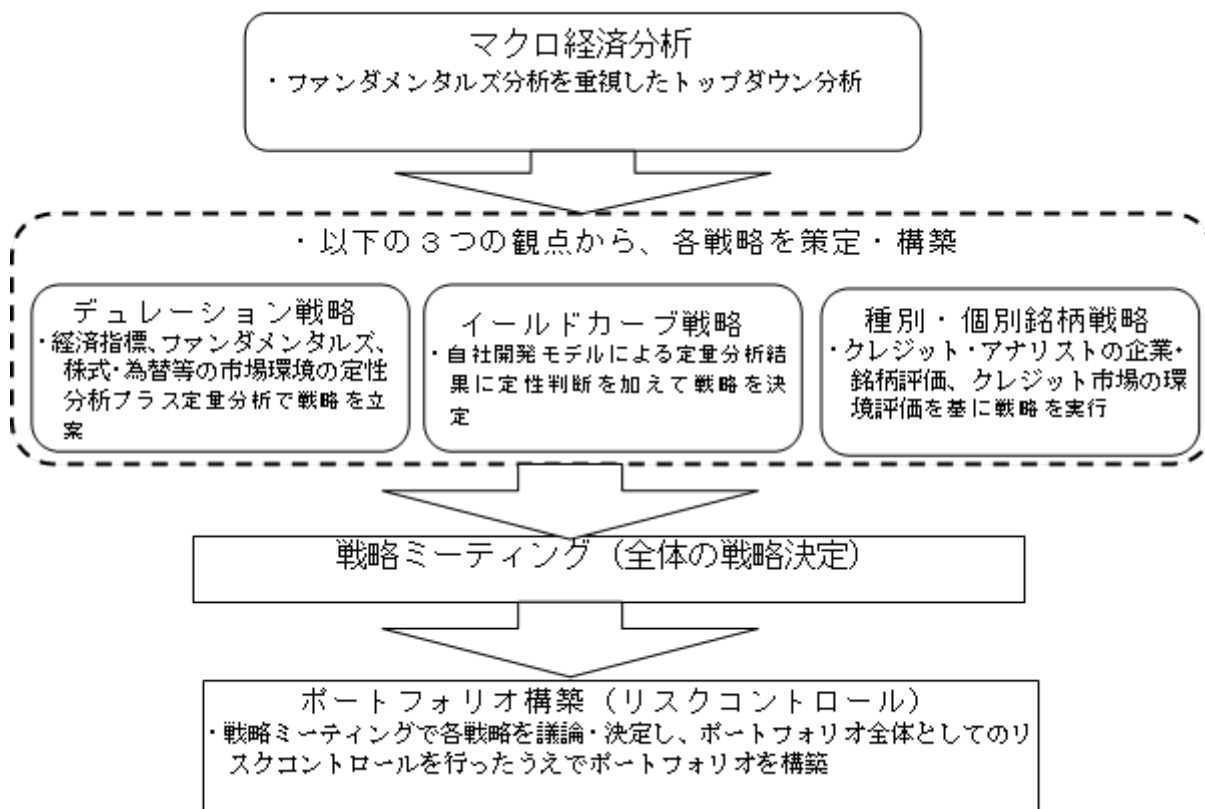 マクロ経済分析
・ファンダメンタルズ分析を重視したトップダウン分析
・以下の３つの観点から、各戦略を策定・構築
デュレーション戦略
・経済指標、ファンダメンタルズ、
株式・為替等の市場環境の定性
分析プラス定量分析で戦略を立
案
イールドカーブ戦略
・自社開発モデルによる定量分析結
果に定性判断を加えて戦略を決
定
種別・個別銘柄戦略
・クレジット・アナリストの企業・
銘柄評価、クレジット市場の環
境評価を基に戦略を実行
戦略ミーティング（全体の戦略決定）
ポートフォリオ構築（リスクコントロール）
・戦略ミーティングで各戦略を議論・決定し、ポートフォリオ全体としてのリ
スクコントロールを行ったうえでポートフォリオを構築